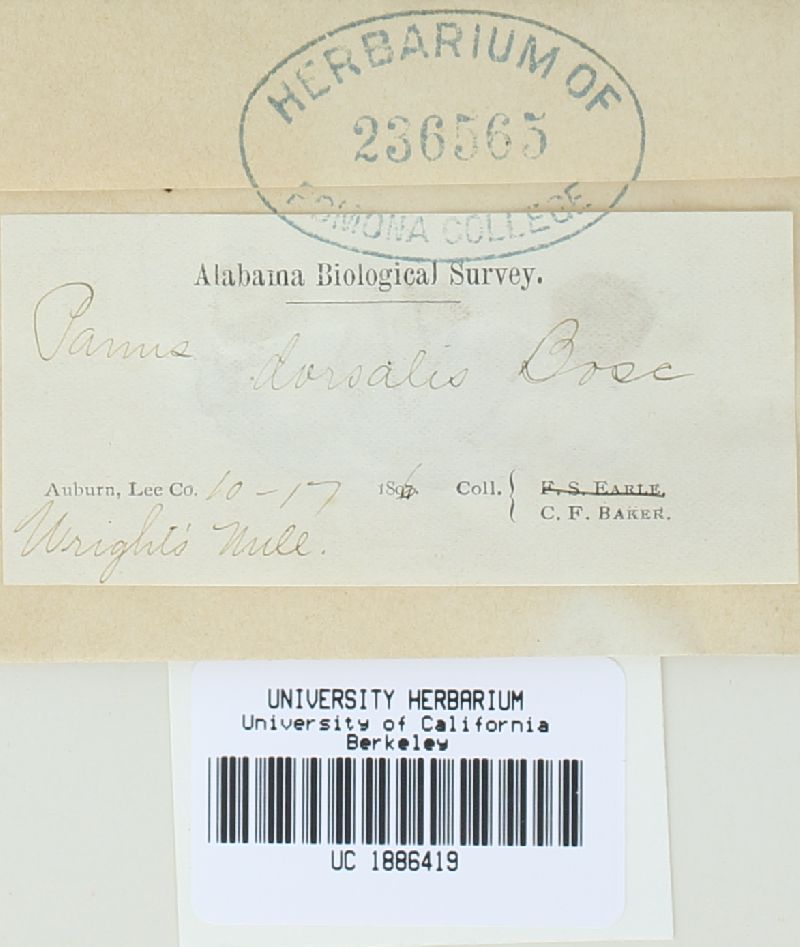 HERBARIUM OF
236565
POMONA COLLEGE
Alabama Biological Survey.
Panus dorsalis Bosc
Auburn, Lee Co. 10-17 1896. Coll. { F. S. EARLE,
C. F. BAKER.
Wright's Mill.
UNIVERSITY HERBARIUM
University of California
Berkeley
UC 1886419